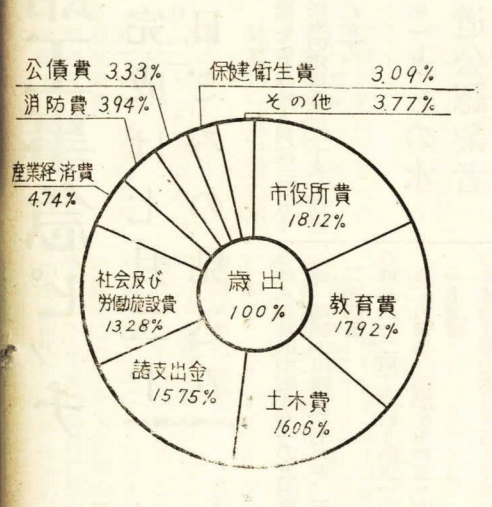 公債費 3.33%
保健衛生費 3.09%
消防費 3.94%
その他 3.77%
産業経済費
4.74%
市役所費
18.12%
教育費
17.92%
土木費
16.06%
諸支出金
15.75%
社会及び
労働施設費
13.28%
歳出
100%